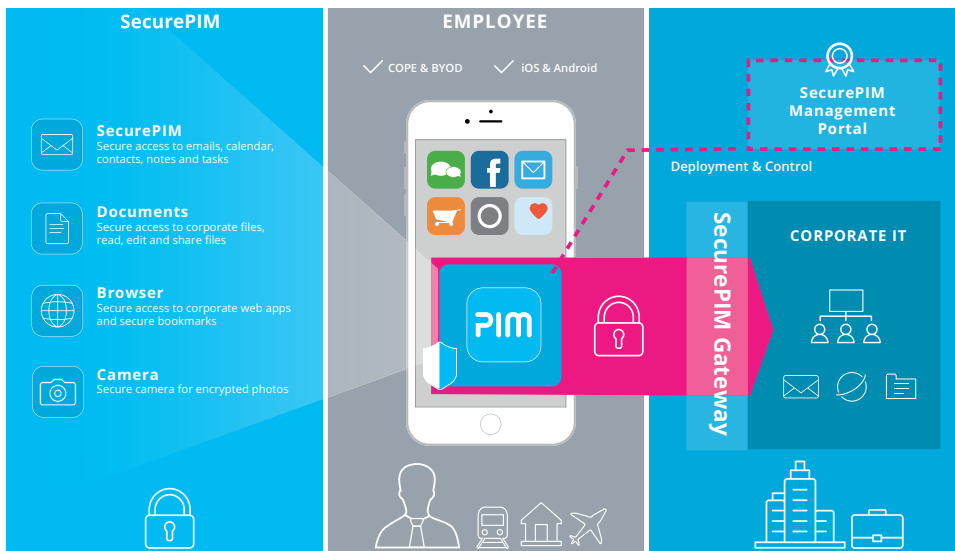 SecurePIM
SecurePIM
Secure access to emails, calendar,
contacts, notes and tasks
Documents
Secure access to corporate files,
read, edit and share files
Browser
Secure access to corporate web apps
and secure bookmarks
Camera
Secure camera for encrypted photos
EMPLOYEE
COPE & BYOD
iOS & Android
f
PIM
SecurePIM
Management
Portal
Deployment & Control
SecurePIM Gateway
CORPORATE IT